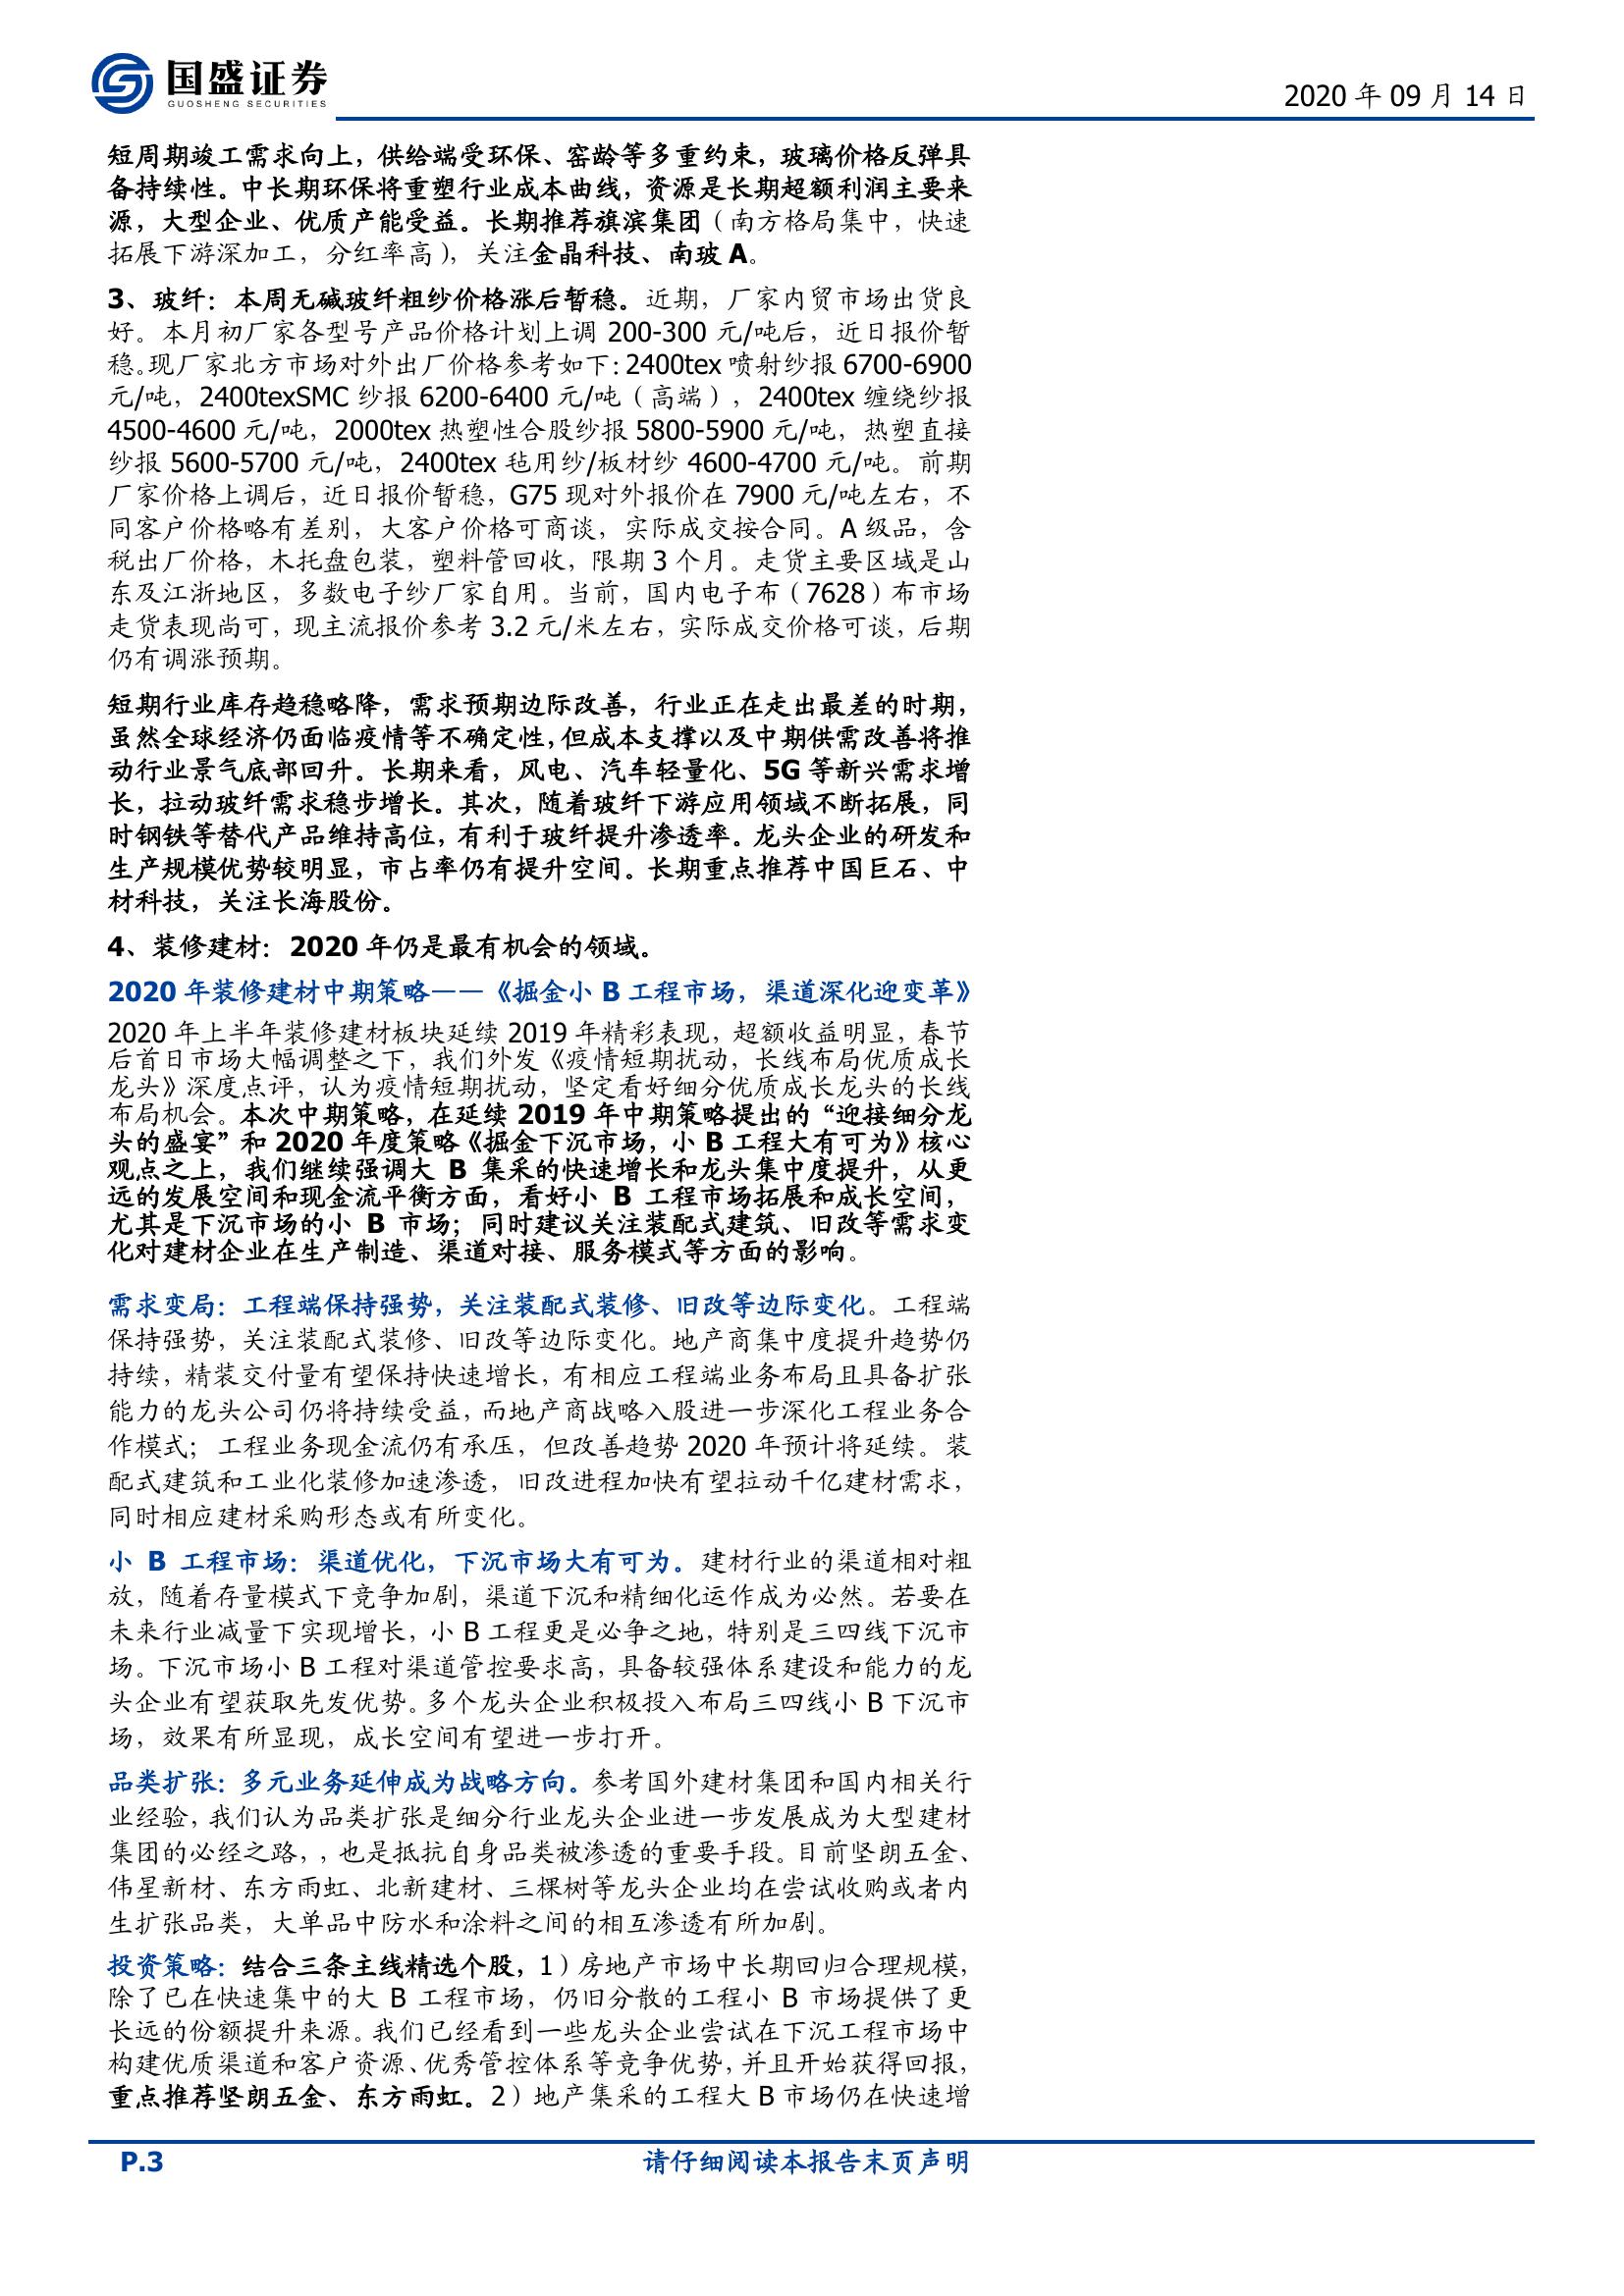 国盛证券
GUOSHENG SECURITIES
2020 年 09 月 14 日
短周期竣工需求向上，供给端受环保、窑龄等多重约束，玻璃价格反弹具
备持续性。中长期环保将重塑行业成本曲线，资源是长期超额利润主要来
源，大型企业、优质产能受益。长期推荐旗滨集团（南方格局集中，快速
拓展下游深加工，分红率高），关注金晶科技、南玻 A。
3、玻纤：本周无碱玻纤粗纱价格涨后暂稳。近期，厂家内贸市场出货良
好。本月初厂家各型号产品价格计划上调 200-300 元/吨后，近日报价暂
稳。现厂家北方市场对外出厂价格参考如下：2400tex 喷射纱报 6700-6900
元/吨，2400texSMC 纱报 6200-6400 元/吨（高端），2400tex 缠绕纱报
4500-4600 元/吨，2000tex 热塑性合股纱报 5800-5900 元/吨，热塑直接
纱报 5600-5700 元/吨，2400tex 毡用纱/板材纱 4600-4700 元/吨。前期
厂家价格上调后，近日报价暂稳，G75 现对外报价在 7900 元/吨左右，不
同客户价格略有差别，大客户价格可商谈，实际成交按合同。A 级品，含
税出厂价格，木托盘包装，塑料管回收，限期 3 个月。走货主要区域是山
东及江浙地区，多数电子纱厂家自用。当前，国内电子布（7628）布市场
走货表现尚可，现主流报价参考 3.2 元/米左右，实际成交价格可谈，后期
仍有调涨预期。
短期行业库存趋稳略降，需求预期边际改善，行业正在走出最差的时期，
虽然全球经济仍面临疫情等不确定性，但成本支撑以及中期供需改善将推
动行业景气底部回升。长期来看，风电、汽车轻量化、5G 等新兴需求增
长，拉动玻纤需求稳步增长。其次，随着玻纤下游应用领域不断拓展，同
时钢铁等替代产品维持高位，有利于玻纤提升渗透率。龙头企业的研发和
生产规模优势较明显，市占率仍有提升空间。长期重点推荐中国巨石、中
材科技，关注长海股份。
4、装修建材：2020 年仍是最有机会的领域。
2020 年装修建材中期策略——《掘金小 B 工程市场，渠道深化迎变革》
2020 年上半年装修建材板块延续 2019 年精彩表现，超额收益明显，春节
后首日市场大幅调整之下，我们外发《疫情短期扰动，长线布局优质成长
龙头》深度点评，认为疫情短期扰动，坚定看好细分优质成长龙头的长线
布局机会。本次中期策略，在延续 2019 年中期策略提出的“迎接细分龙
头的盛宴”和 2020 年度策略《掘金下沉市场，小 B 工程大有可为》核心
观点之上，我们继续强调大 B 集采的快速增长和龙头集中度提升，从更
远的发展空间和现金流平衡方面，看好小 B 工程市场拓展和成长空间，
尤其是下沉市场的小 B 市场；同时建议关注装配式建筑、旧改等需求变
化对建材企业在生产制造、渠道对接、服务模式等方面的影响。
需求变局：工程端保持强势，关注装配式装修、旧改等边际变化。工程端
保持强势，关注装配式装修、旧改等边际变化。地产商集中度提升趋势仍
持续，精装交付量有望保持快速增长，有相应工程端业务布局且具备扩张
能力的龙头公司仍将持续受益，而地产商战略入股进一步深化工程业务合
作模式；工程业务现金流仍有承压，但改善趋势 2020 年预计将延续。装
配式建筑和工业化装修加速渗透，旧改进程加快有望拉动千亿建材需求，
同时相应建材采购形态或有所变化。
小 B 工程市场：渠道优化，下沉市场大有可为。建材行业的渠道相对粗
放，随着存量模式下竞争加剧，渠道下沉和精细化运作成为必然。若要在
未来行业减量下实现增长，小 B 工程更是必争之地，特别是三四线下沉市
场。下沉市场小 B 工程对渠道管控要求高，具备较强体系建设和能力的龙
头企业有望获取先发优势。多个龙头企业积极投入布局三四线小 B 下沉市
场，效果有所显现，成长空间有望进一步打开。
品类扩张：多元业务延伸成为战略方向。参考国外建材集团和国内相关行
业经验，我们认为品类扩张是细分行业龙头企业进一步发展成为大型建材
集团的必经之路，，也是抵抗自身品类被渗透的重要手段。目前坚朗五金、
伟星新材、东方雨虹、北新建材、三棵树等龙头企业均在尝试收购或者内
生扩张品类，大单品中防水和涂料之间的相互渗透有所加剧。
投资策略：结合三条主线精选个股，1）房地产市场中长期回归合理规模，
除了已在快速集中的大 B 工程市场，仍旧分散的工程小 B 市场提供了更
长远的份额提升来源。我们已经看到一些龙头企业尝试在下沉工程市场中
构建优质渠道和客户资源、优秀管控体系等竞争优势，并且开始获得回报，
重点推荐坚朗五金、东方雨虹。2）地产集采的工程大 B 市场仍在快速增
P.3
请仔细阅读本报告末页声明